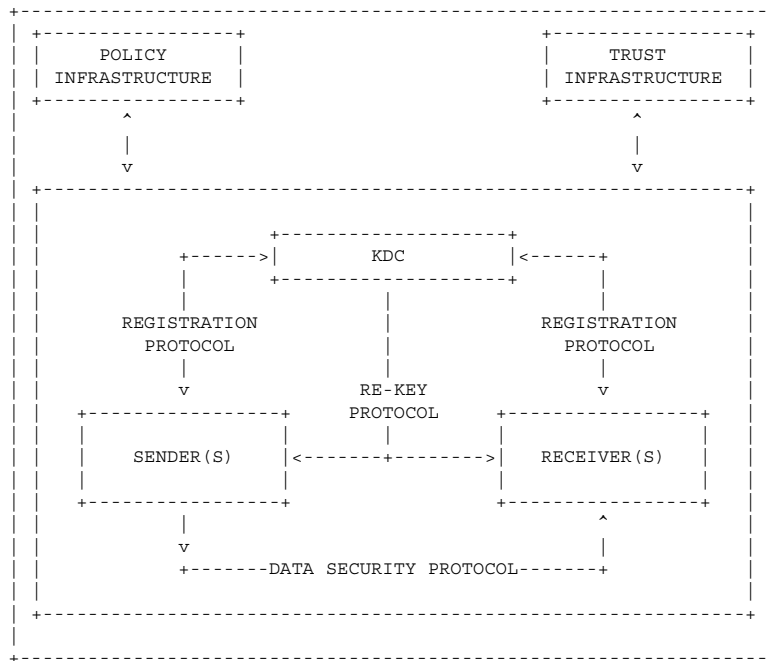 POLICY TRUST
INFRASTRUCTURE INFRASTRUCTURE
KDC
REGISTRATION REGISTRATION
PROTOCOL PROTOCOL
RE-KEY
PROTOCOL
SENDER(S) RECEIVER(S)
DATA SECURITY PROTOCOL